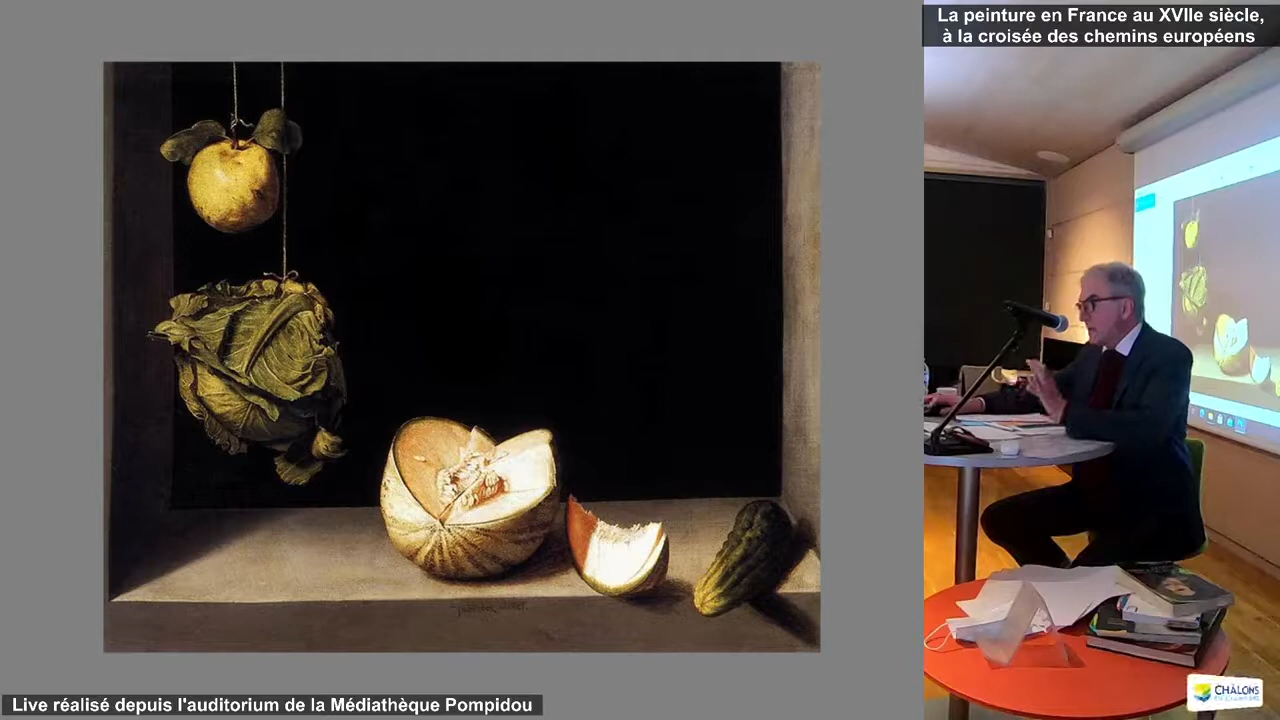 La peinture en France au XVIIe siècle,
à la croisée des chemins européens
Live réalisé depuis l'auditorium de la Médiathèque Pompidou
CHÂLONS